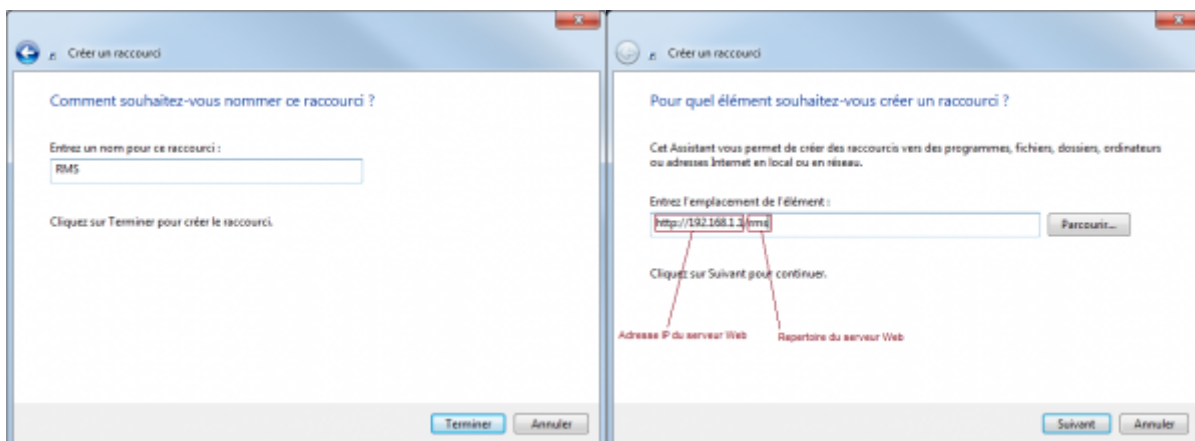 Créer un raccourci
Comment souhaitez-vous nommer ce raccourci ?
Entrez un nom pour ce raccourci :
RMS
Cliquez sur Terminer pour créer le raccourci.
Terminer
Annuler
Créer un raccourci
Pour quel élément souhaitez-vous créer un raccourci ?
Cet Assistant vous permet de créer des raccourcis vers des programmes, fichiers, dossiers, ordinateurs
ou adresses Internet en local ou en réseau.
Entrez l'emplacement de l'élément :
http://192.168.1.1/rms
Parcourir...
Cliquez sur Suivant pour continuer.
Adresse IP du serveur Web
Repertoire du serveur Web
Suivant
Annuler